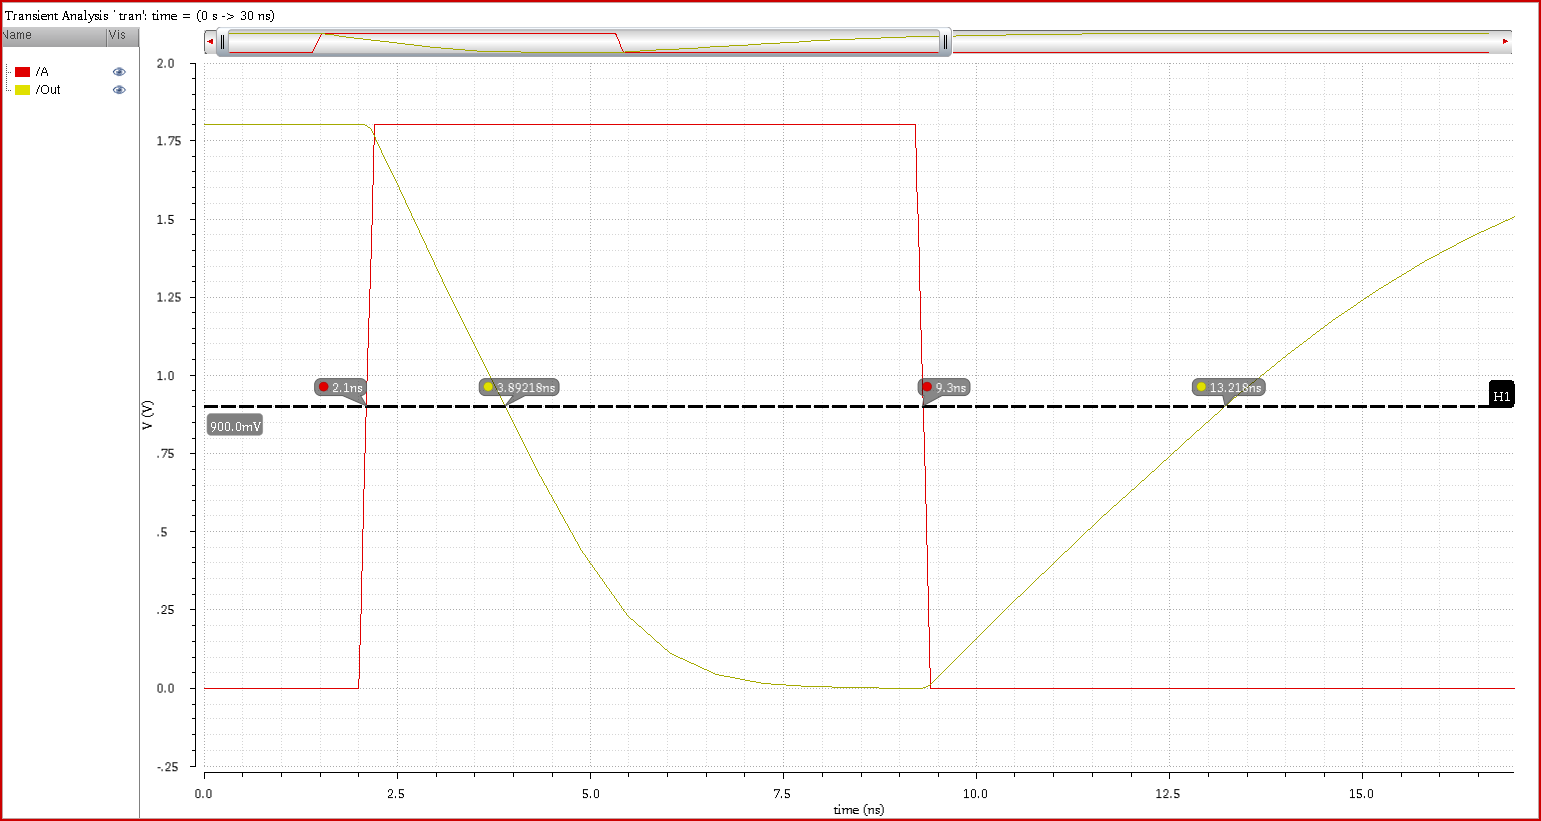 Transient Analysis `tran': time = (0 s -> 30 ns)
Name Vis
/A
/Out
2.0
1.75
1.5
1.25
1.0
.75
.5
.25
0.0
-.25
V (V)
2.1ns
3.89218ns
9.3ns
13.218ns
H1
900.0mV
0.0 2.5 5.0 7.5 10.0 12.5 15.0
time (ns)